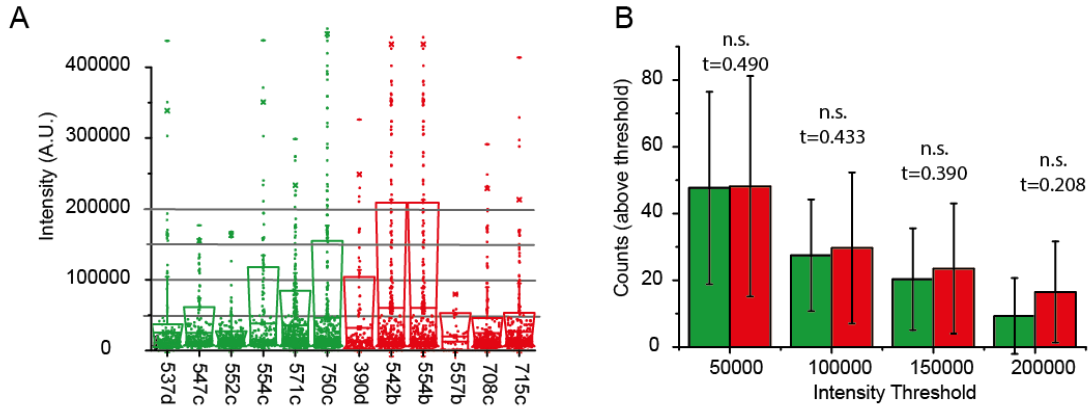 A
Intensity (A.U.)
400000
300000
200000
100000
0
537d
547c
552c
554c
571c
750c
390d
542b
554b
557b
708c
715c
B
Counts (above threshold)
80
60
40
20
0
n.s.
t=0.490
n.s.
t=0.433
n.s.
t=0.390
n.s.
t=0.208
50000
100000
150000
200000
Intensity Threshold